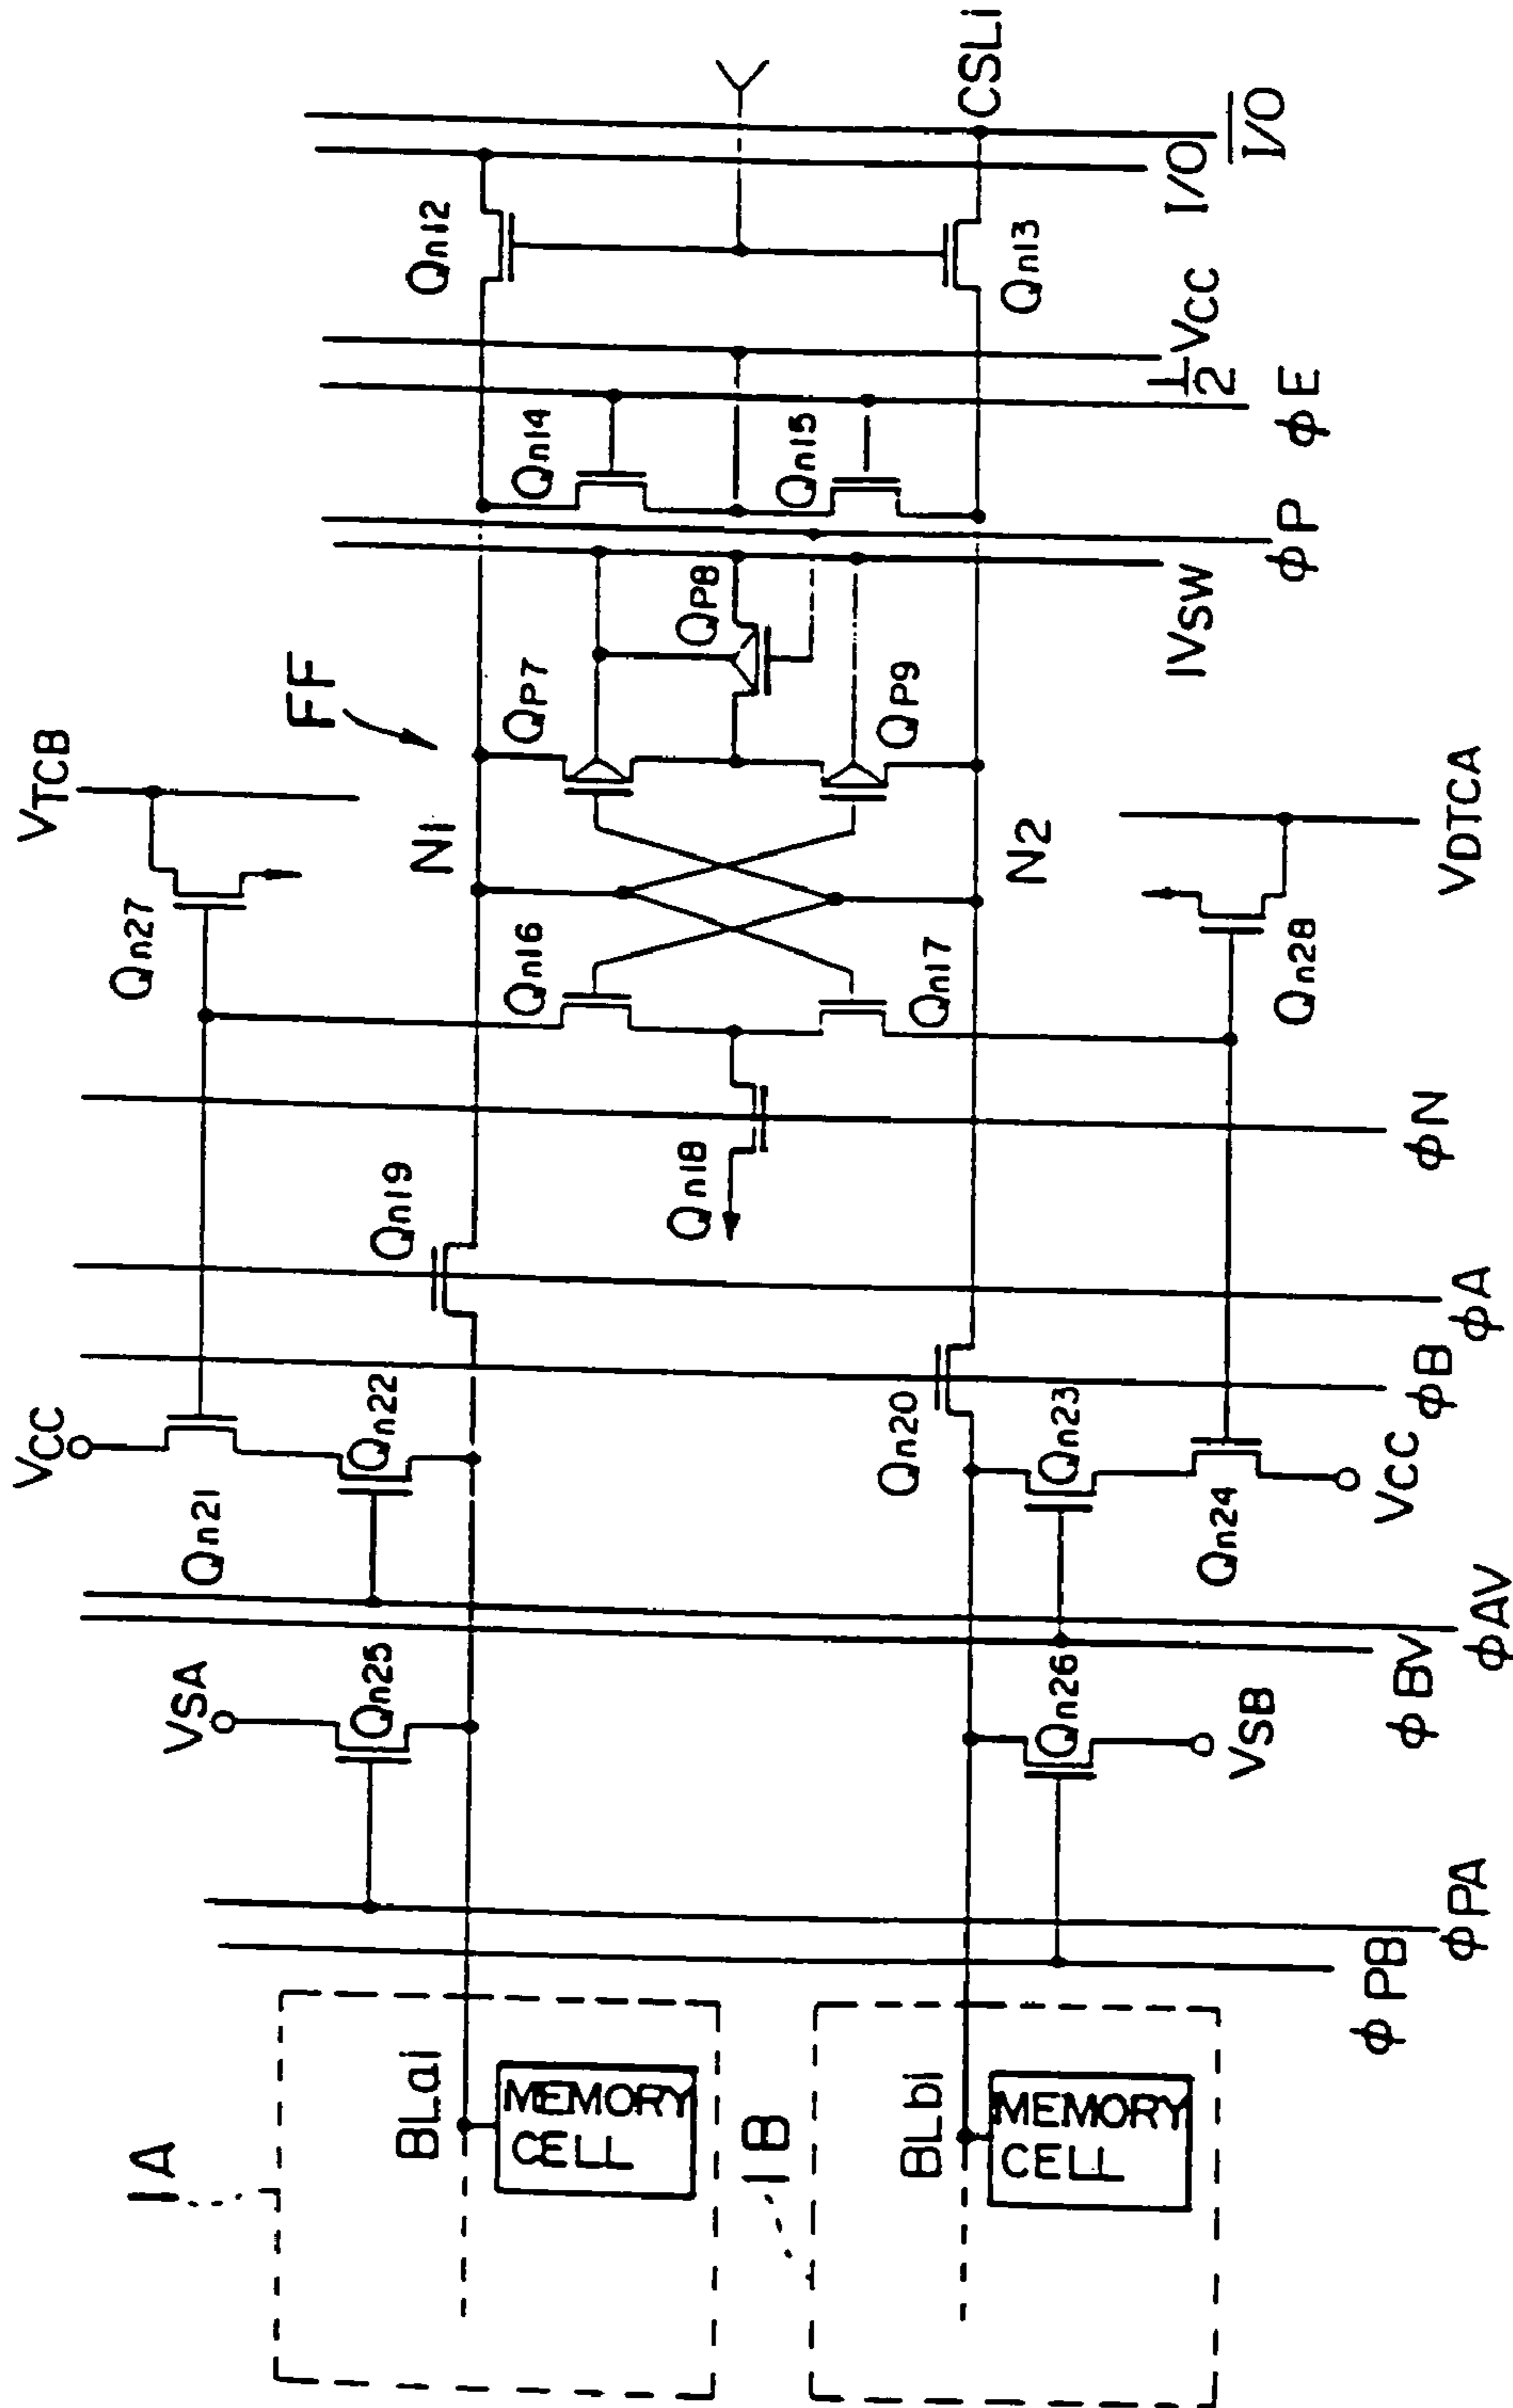 VCC
VTCB
1A
VSA
Qn21
Qn27
FF
BLai
Qn25
Qn22
Qn19
N1
Qn12
MEMORY
CELL
Qn16
QP7
Qn14
1B
Qn18
QP8
BLbi
Qn20
Qn17
QP9
Qn15
CSLi
MEMORY
CELL
Qn26
Qn23
N2
Qn13
VSB
Qn24
Qn28
VCC
IVSW
1/2 VCC
I/O
I/O
φPB
φPA
φBV
φAV
φB
φA
φN
VDTCA
φP
φE